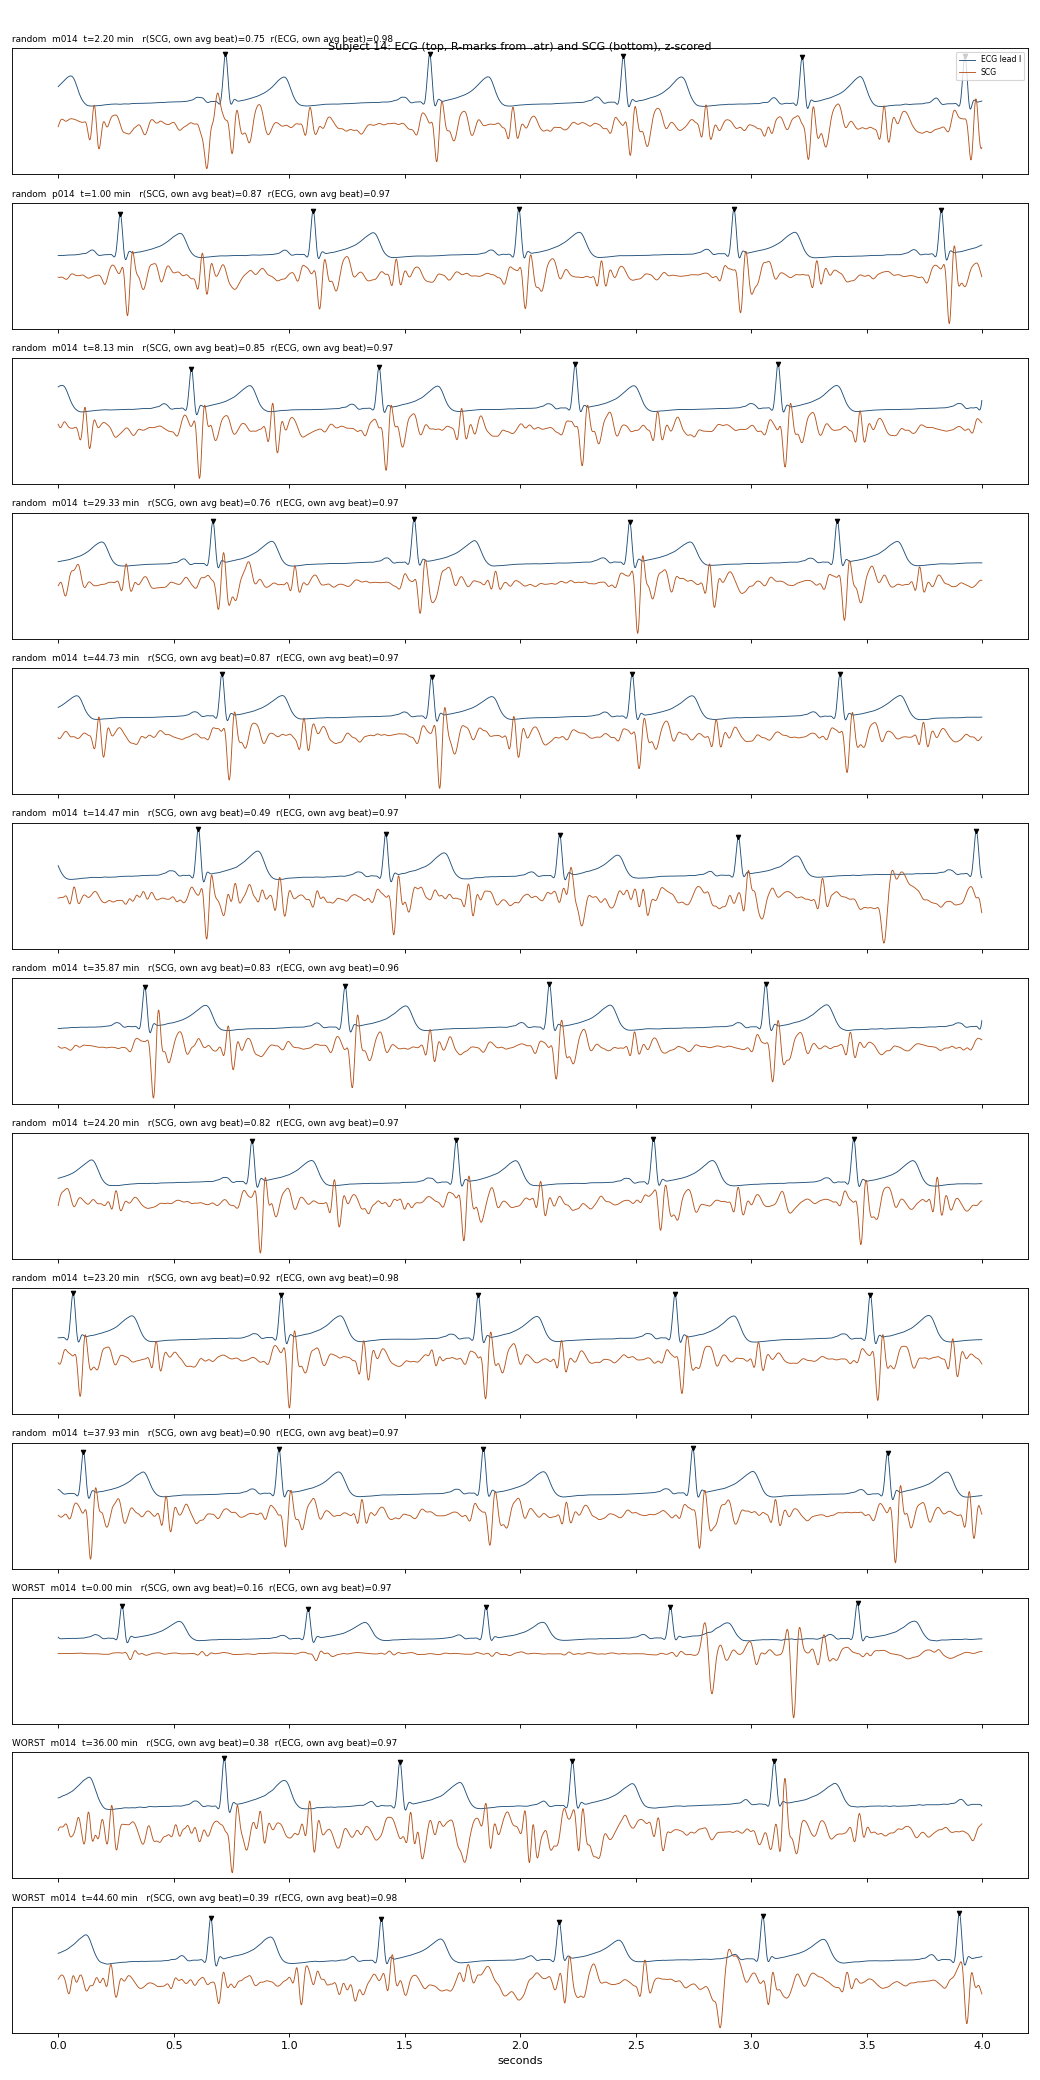 random  m014  t=2.20 min   r(SCG, own avg beat)=0.75  r(ECG, own avg beat)=0.98
Subject 14: ECG (top, R-marks from .atr) and SCG (bottom), z-scored
ECG lead I
SCG
random  p014  t=1.00 min   r(SCG, own avg beat)=0.87  r(ECG, own avg beat)=0.97
random  m014  t=8.13 min   r(SCG, own avg beat)=0.85  r(ECG, own avg beat)=0.97
random  m014  t=29.33 min   r(SCG, own avg beat)=0.76  r(ECG, own avg beat)=0.97
random  m014  t=44.73 min   r(SCG, own avg beat)=0.87  r(ECG, own avg beat)=0.97
random  m014  t=14.47 min   r(SCG, own avg beat)=0.49  r(ECG, own avg beat)=0.97
random  m014  t=35.87 min   r(SCG, own avg beat)=0.83  r(ECG, own avg beat)=0.96
random  m014  t=24.20 min   r(SCG, own avg beat)=0.82  r(ECG, own avg beat)=0.97
random  m014  t=23.20 min   r(SCG, own avg beat)=0.92  r(ECG, own avg beat)=0.98
random  m014  t=37.93 min   r(SCG, own avg beat)=0.90  r(ECG, own avg beat)=0.97
WORST  m014  t=0.00 min   r(SCG, own avg beat)=0.16  r(ECG, own avg beat)=0.97
WORST  m014  t=36.00 min   r(SCG, own avg beat)=0.38  r(ECG, own avg beat)=0.97
WORST  m014  t=44.60 min   r(SCG, own avg beat)=0.39  r(ECG, own avg beat)=0.98
0.0 0.5 1.0 1.5 2.0 2.5 3.0 3.5 4.0
seconds